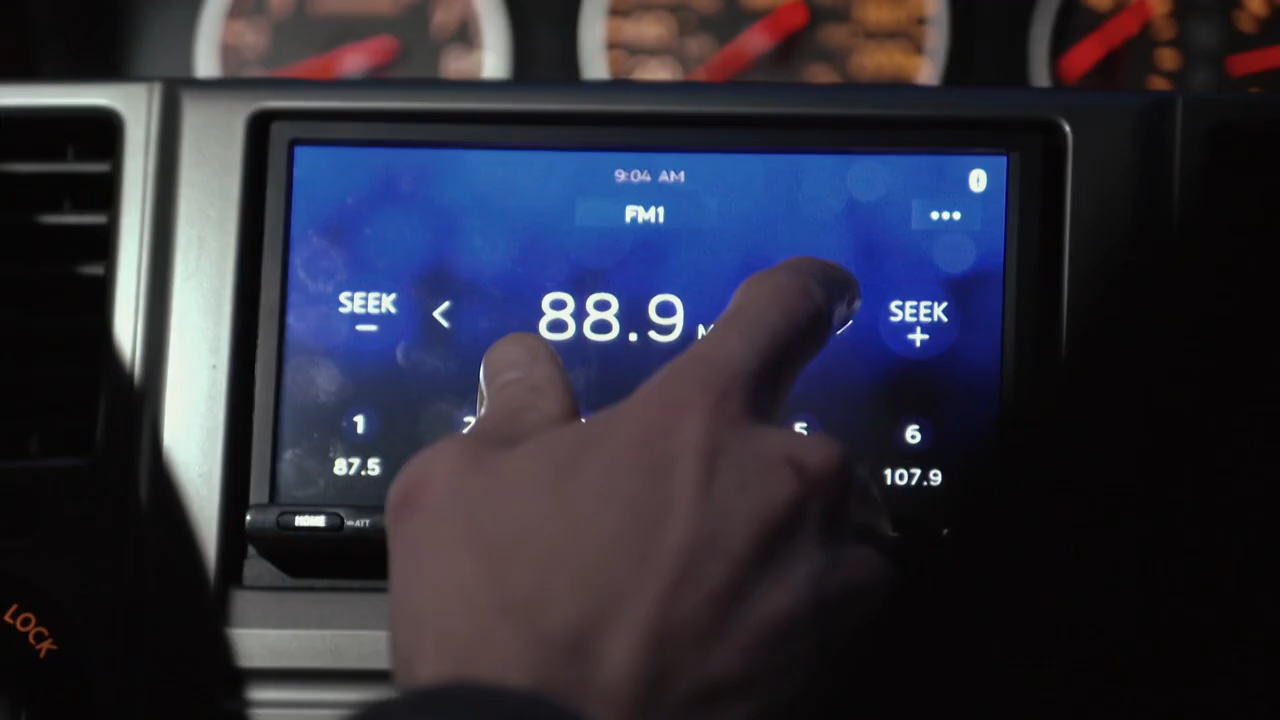 9:04 AM
FM1
•••
SEEK
−
<
88.9
SEEK
+
1
5
6
87.5
107.9
HOME
ATT
LOCK